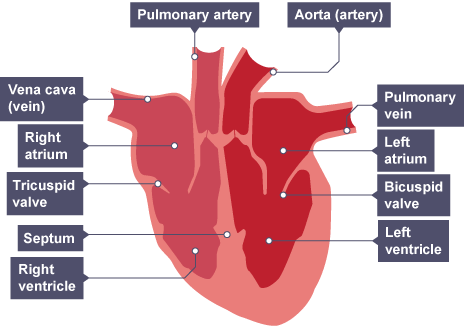 Pulmonary artery
Aorta (artery)
Vena cava
(vein)
Right
atrium
Tricuspid
valve
Septum
Right
ventricle
Pulmonary
vein
Left
atrium
Bicuspid
valve
Left
ventricle